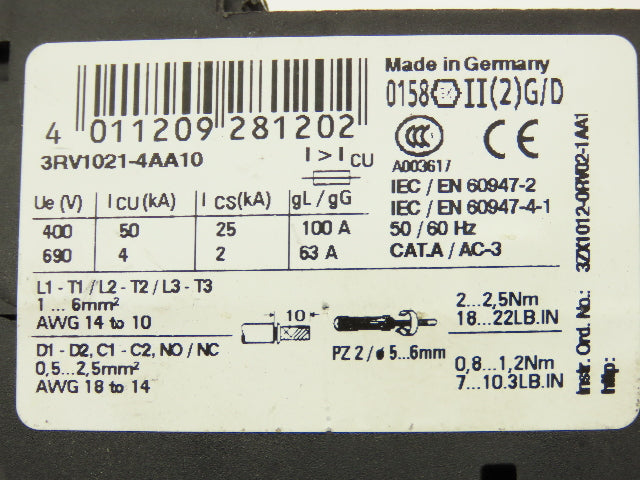 Made in Germany
0158 Ex II(2)G/D
4 011209 281202
3RV1021-4AA10
I > I CU
CCC
CE
A00361/
IEC / EN 60947-2
IEC / EN 60947-4-1
50 / 60 Hz
CAT.A / AC-3
Ue (V) I CU (kA) I CS (kA) gL / gG
400 50 25 100 A
690 4 2 63 A
L1 - T1 / L2 - T2 / L3 - T3
1 ... 6mm²
AWG 14 to 10
D1 - D2, C1 - C2, NO / NC
0,5...2,5mm²
AWG 18 to 14
10
PZ 2 / ø 5...6mm
2...2,5Nm
18...22LB.IN
0,8...1,2Nm
7...10.3LB.IN
Instr. Ord. No.: 3ZX1012-0RV02-1AA1
http: